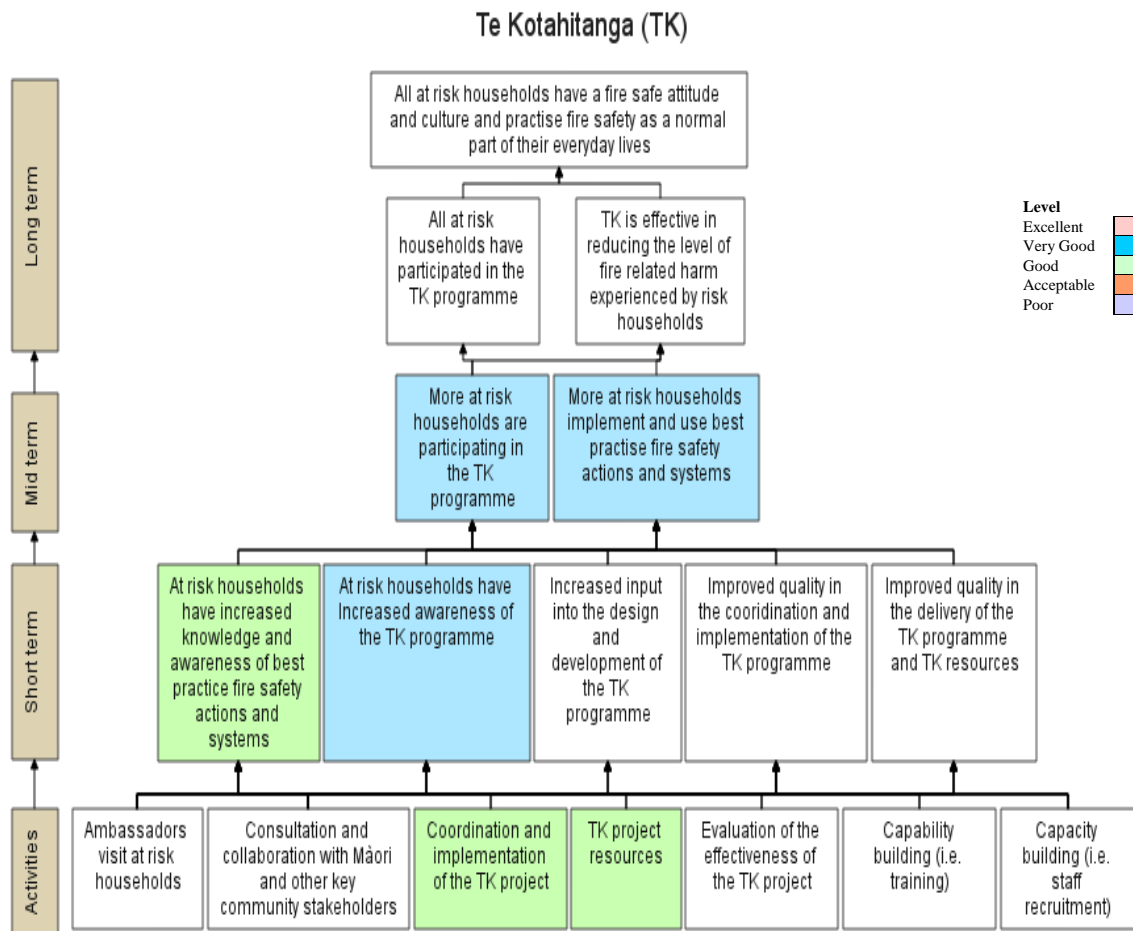 Te Kotahitanga (TK)
Long term
All at risk households have a fire safe attitude
and culture and practise fire safety as a normal
part of their everyday lives
All at risk
households have
participated in the
TK programme
TK is effective in
reducing the level of
fire related harm
experienced by risk
households
Level
Excellent
Very Good
Good
Acceptable
Poor
Mid term
More at risk
households are
participating in
the TK
programme
More at risk households
implement and use best
practise fire safety
actions and systems
Short term
At risk households
have increased
knowledge and
awareness of best
practice fire safety
actions and
systems
At risk households have
Increased awareness of
the TK programme
Increased input
into the design
and
development of
the TK
programme
Improved quality in
the cooridination and
implementation of the
TK programme
Improved quality in
the delivery of the
TK programme
and TK resources
Activities
Ambassadors
visit at risk
households
Consultation and
collaboration with Màori
and other key
community stakeholders
Coordination and
implementation
of the TK project
TK project
resources
Evaluation of the
effectiveness of
the TK project
Capability
building (i.e.
training)
Capacity
building (i.e.
staff
recruitment)